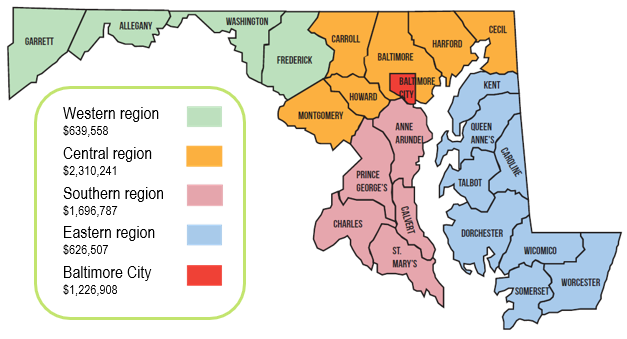 GARRETT
ALLEGANY
WASHINGTON
FREDERICK
CARROLL
BALTIMORE
HARFORD
CECIL
BALTIMORE
CITY
HOWARD
MONTGOMERY
KENT
ANNE
ARUNDEL
QUEEN
ANNE'S
CAROLINE
PRINCE
GEORGE'S
TALBOT
CALVERT
CHARLES
DORCHESTER
ST.
MARY'S
WICOMICO
SOMERSET
WORCESTER
Western region
$639,558
Central region
$2,310,241
Southern region
$1,696,787
Eastern region
$626,507
Baltimore City
$1,226,908